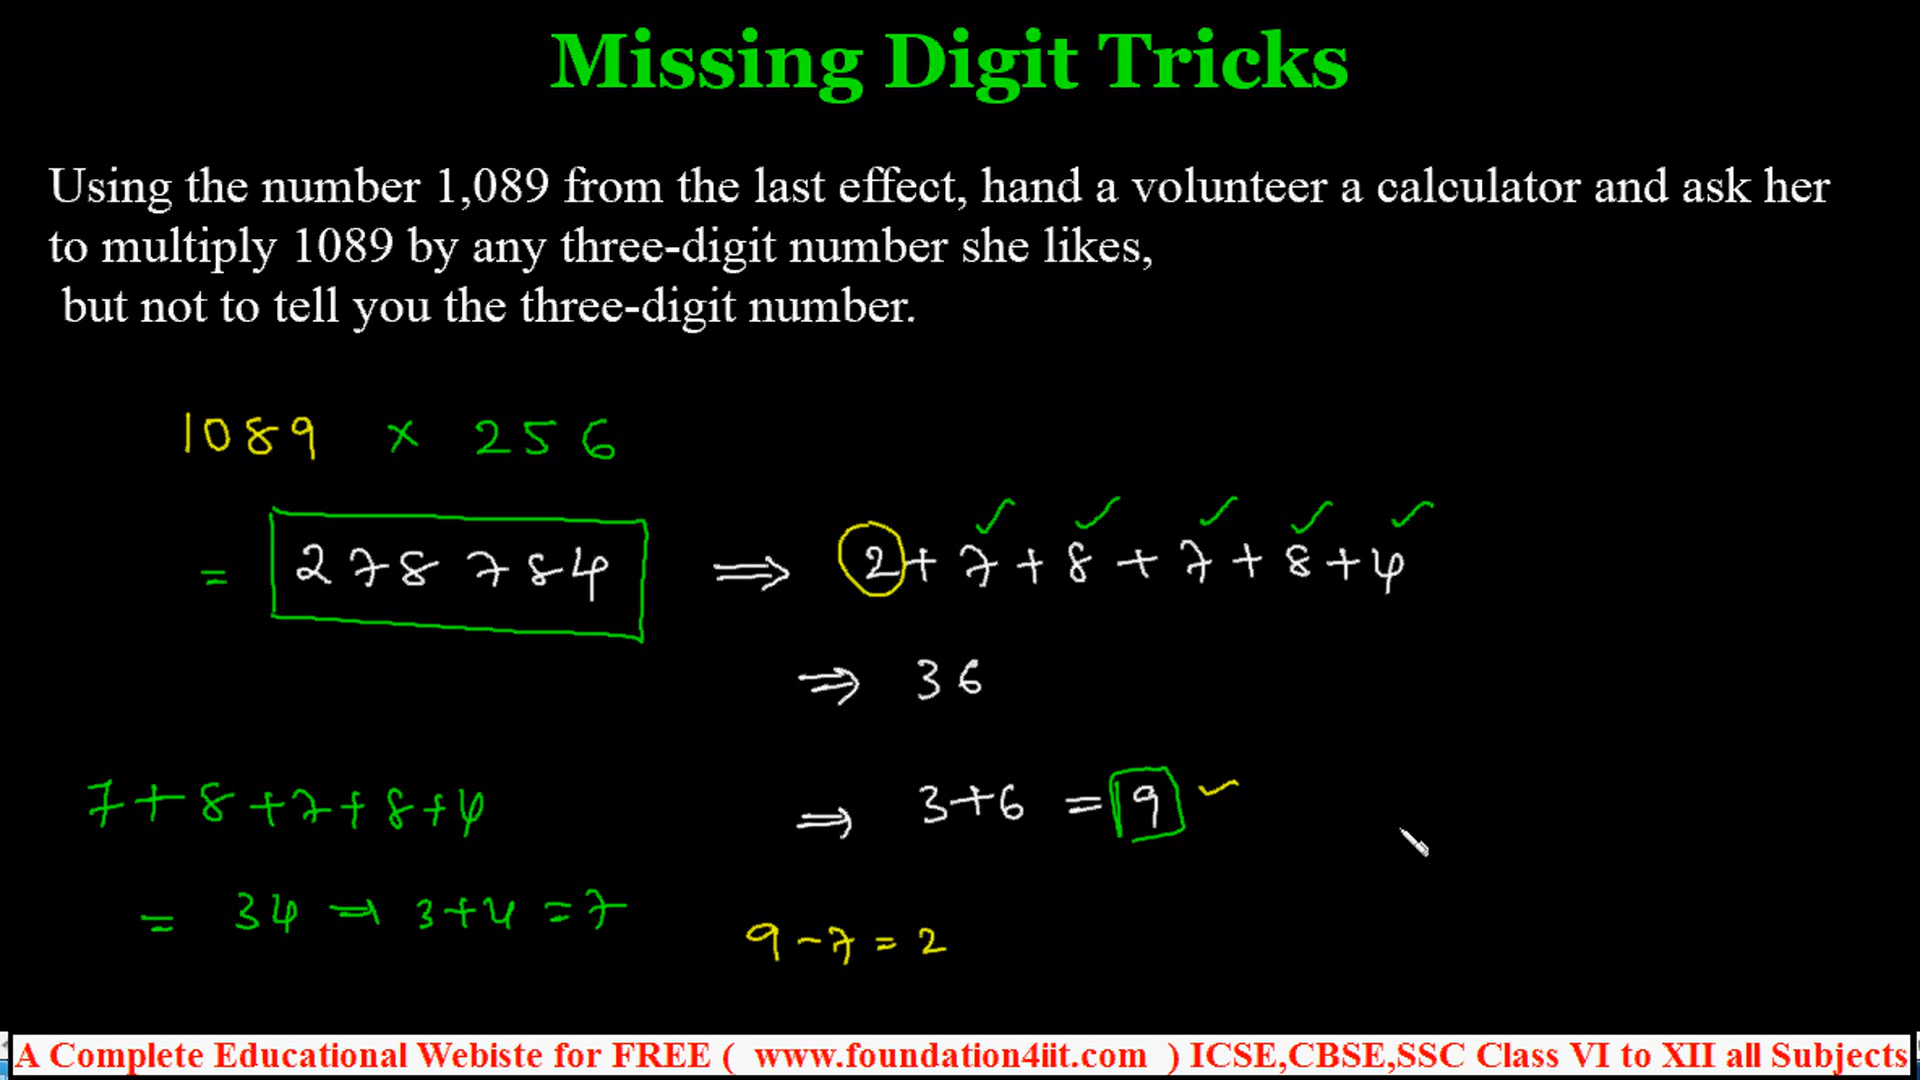 Missing Digit Tricks
Using the number 1,089 from the last effect, hand a volunteer a calculator and ask her
to multiply 1089 by any three-digit number she likes,
but not to tell you the three-digit number.
1089 × 256
= 278784 ⇒ 2+7+8+7+8+4
⇒ 36
7+8+7+8+4
⇒ 3+6 = 9
= 34 ⇒ 3+4 = 7
9-7=2
A Complete Educational Webiste for FREE ( www.foundation4iit.com ) ICSE,CBSE,SSC Class VI to XII all Subjects